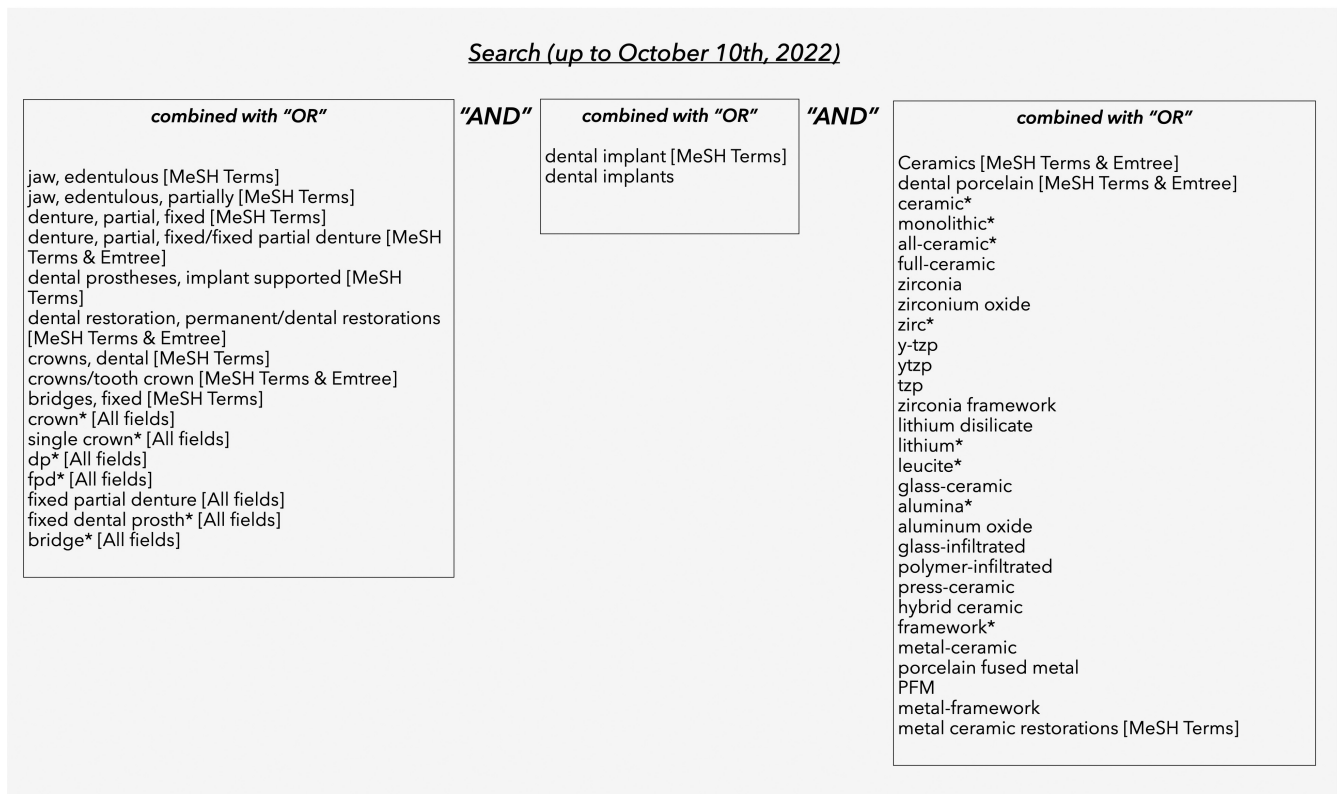 Search (up to October 10th, 2022)
combined with “OR”
jaw, edentulous [MeSH Terms]
jaw, edentulous, partially [MeSH Terms]
denture, partial, fixed [MeSH Terms]
denture, partial, fixed/fixed partial denture [MeSH
Terms & Emtree]
dental prostheses, implant supported [MeSH
Terms]
dental restoration, permanent/dental restorations
[MeSH Terms & Emtree]
crowns, dental [MeSH Terms]
crowns/tooth crown [MeSH Terms & Emtree]
bridges, fixed [MeSH Terms]
crown* [All fields]
single crown* [All fields]
dp* [All fields]
fpd* [All fields]
fixed partial denture [All fields]
fixed dental prosth* [All fields]
bridge* [All fields]
“AND”
combined with “OR”
dental implant [MeSH Terms]
dental implants
“AND”
combined with “OR”
Ceramics [MeSH Terms & Emtree]
dental porcelain [MeSH Terms & Emtree]
ceramic*
monolithic*
all-ceramic*
full-ceramic
zirconia
zirconium oxide
zirc*
y-tzp
ytzp
tzp
zirconia framework
lithium disilicate
lithium*
leucite*
glass-ceramic
alumina*
aluminum oxide
glass-infiltrated
polymer-infiltrated
press-ceramic
hybrid ceramic
framework*
metal-ceramic
porcelain fused metal
PFM
metal-framework
metal ceramic restorations [MeSH Terms]